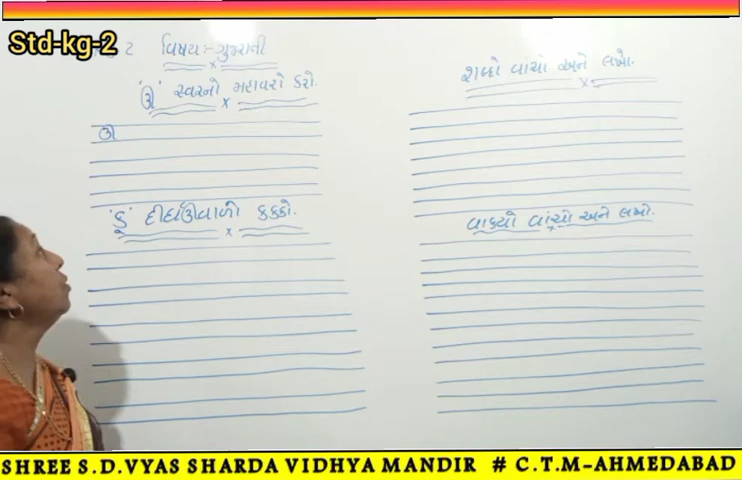 Std-kg-2
2 વિષય :- ગુજરાતી
'ઊ' સ્વરનો મહાવરો કરો.
ઊ
'ૂ' દીર્ઘઊવાળો કક્કો.
શબ્દો વાંચો અને લખો.
વાક્યો વાંચો અને લખો.
SHREE S.D.VYAS SHARDA VIDHYA MANDIR # C.T.M-AHMEDABAD